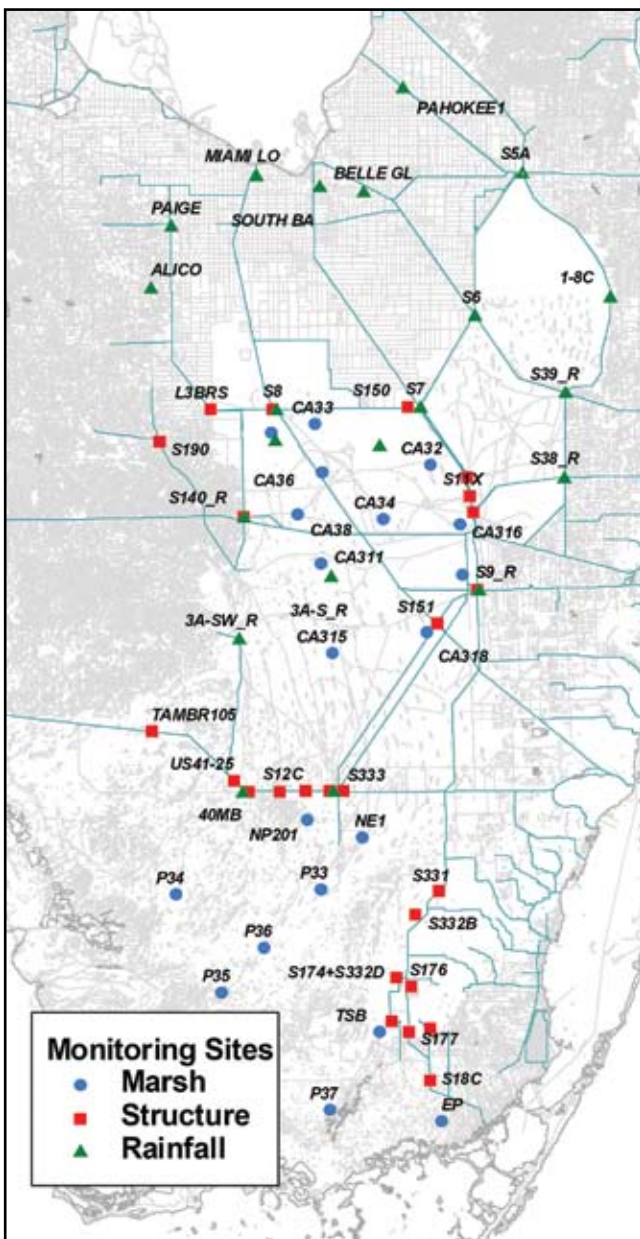 PAHOKEE1
MIAMI LO
S5A
BELLE GL
PAIGE
SOUTH BA
ALICO
1-8C
S6
S39_R
L3BRS
S8
S150
S7
CA33
S190
CA32
S38_R
CA36
S11X
S140_R
CA34
CA38
CA316
CA311
S9_R
3A-S_R
S151
3A-SW_R
CA315
CA318
TAMBR105
US41-25
S12C
S333
40MB
NP201
NE1
P34
P33
S331
S332B
P36
S174+S332D
S176
P35
TSB
S177
S18C
P37
EP
Monitoring Sites
Marsh
Structure
Rainfall